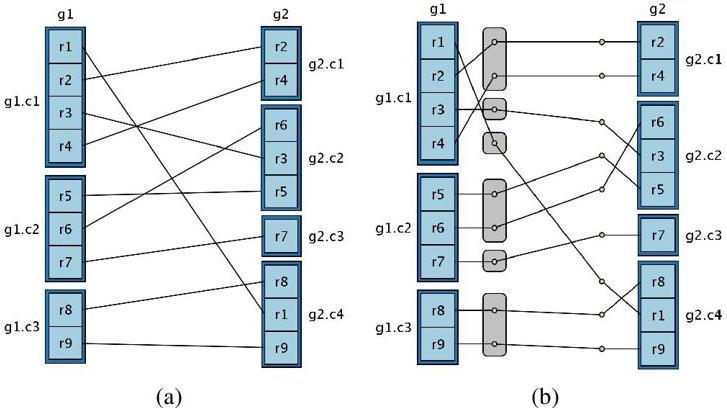 g1
g2
g1
g2
r1
r2
r3
r4
g1.c1
r5
r6
r7
g1.c2
r8
r9
g1.c3
r2
r4
g2.c1
r6
r3
r5
g2.c2
r7
g2.c3
r8
r1
r9
g2.c4
(a)
r1
r2
r3
r4
g1.c1
r5
r6
r7
g1.c2
r8
r9
g1.c3
r2
r4
g2.c1
r6
r3
r5
g2.c2
r7
g2.c3
r8
r1
r9
g2.c4
(b)